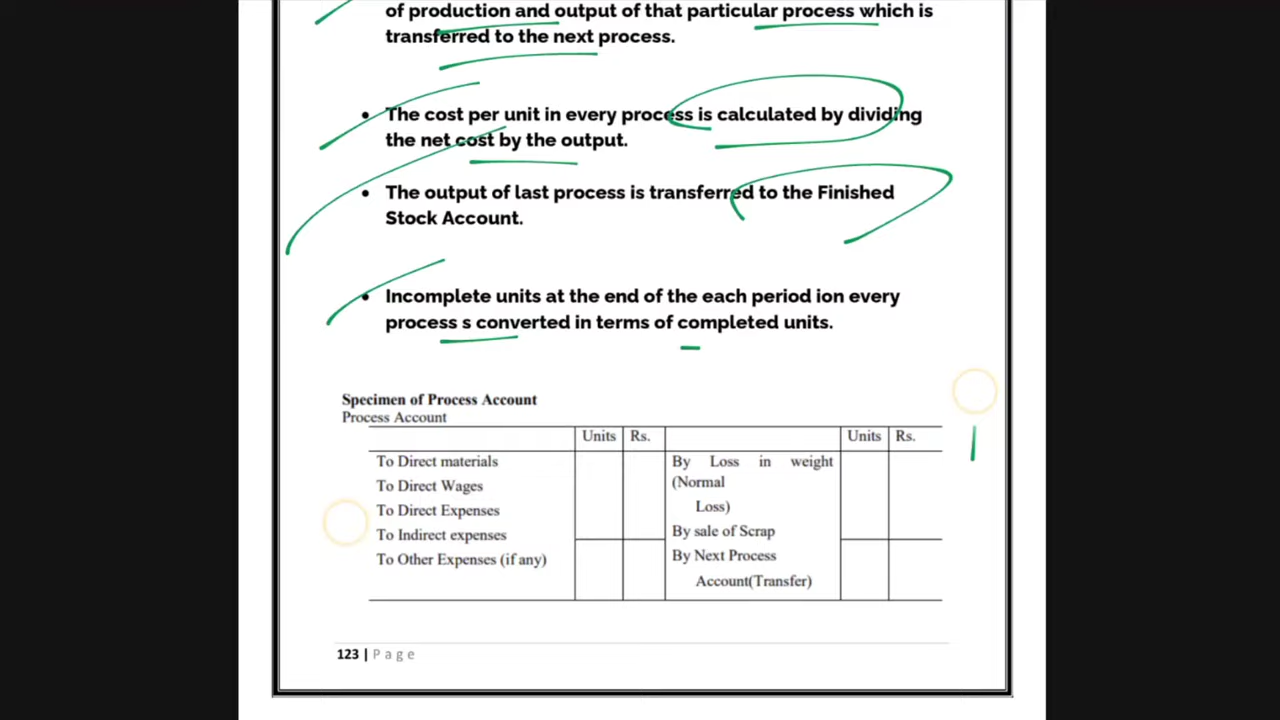 of production and output of that particular process which is
transferred to the next process.
• The cost per unit in every process is calculated by dividing
the net cost by the output.
• The output of last process is transferred to the Finished
Stock Account.
• Incomplete units at the end of the each period ion every
process s converted in terms of completed units.
Specimen of Process Account
Process Account
Units Rs. Units Rs.
To Direct materials By Loss in weight
To Direct Wages (Normal
To Direct Expenses Loss)
To Indirect expenses By sale of Scrap
To Other Expenses (if any) By Next Process
Account(Transfer)
123 | Page